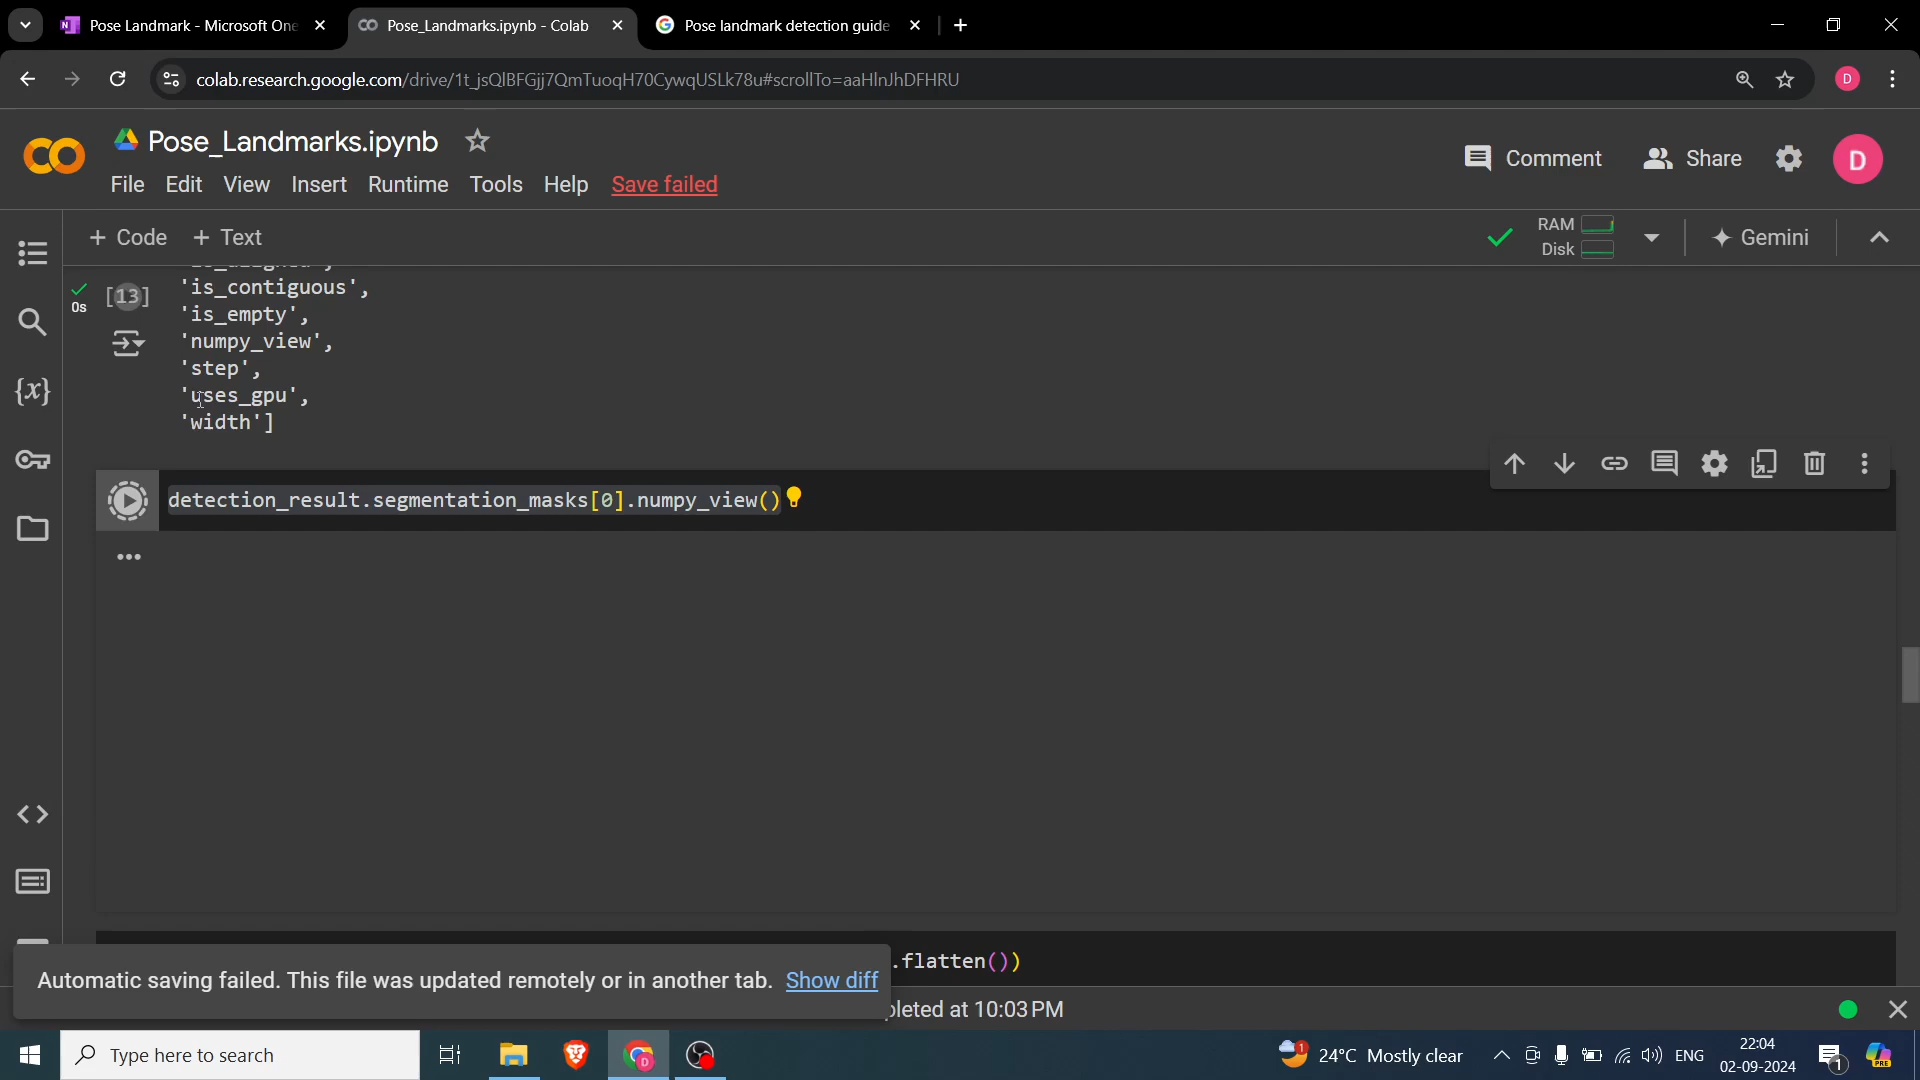 Pose Landmark - Microsoft One
Pose_Landmarks.ipynb - Colab
Pose landmark detection guide
colab.research.google.com/drive/1t_jsQlBFGjj7QmTuoqH70CywqUSLk78u#scrollTo=aaHlnJhDFHRU
D
Pose_Landmarks.ipynb
Comment
Share
D
File Edit View Insert Runtime Tools Help Save failed
+ Code + Text
RAM
Disk
Gemini
[13]
0s
'is_contiguous',
'is_empty',
'numpy_view',
'step',
'uses_gpu',
'width']
{x}
detection_result.segmentation_masks[0].numpy_view()
.flatten())
Automatic saving failed. This file was updated remotely or in another tab. Show diff
pleted at 10:03 PM
Type here to search
24°C Mostly clear
ENG
22:04
02-09-2024
1